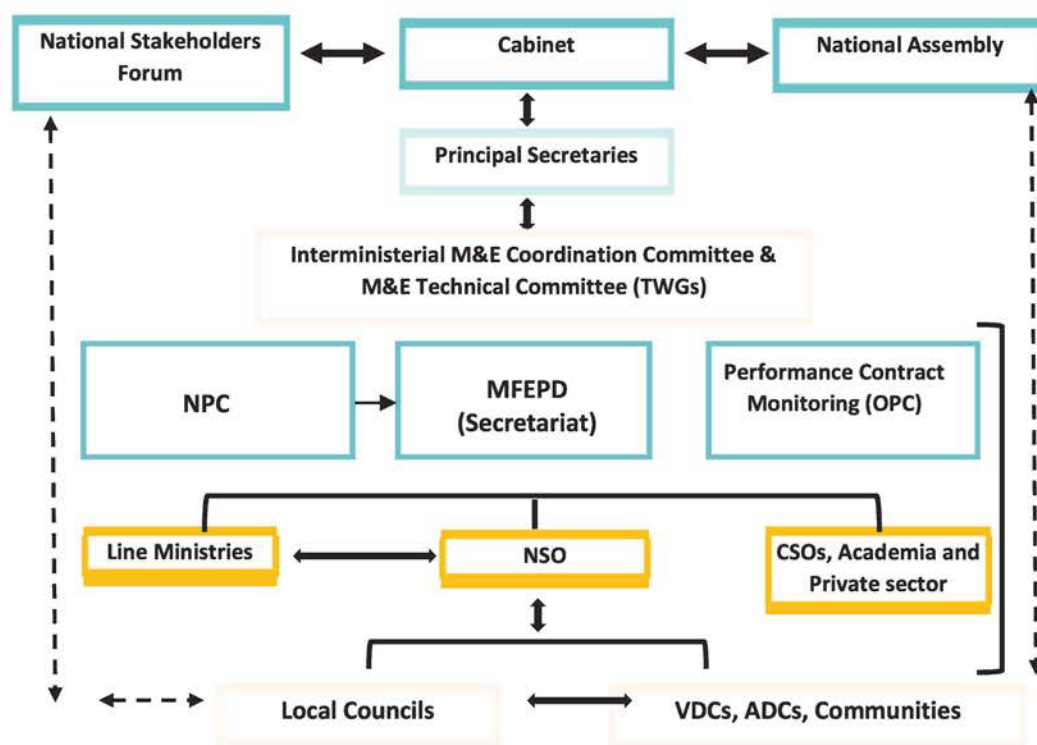 National Stakeholders
Forum
Cabinet
National Assembly
Principal Secretaries
Interministerial M&E Coordination Committee &
M&E Technical Committee (TWGs)
NPC
MFEPD
(Secretariat)
Performance Contract
Monitoring (OPC)
Line Ministries
NSO
CSOs, Academia and
Private sector
Local Councils
VDCs, ADCs, Communities